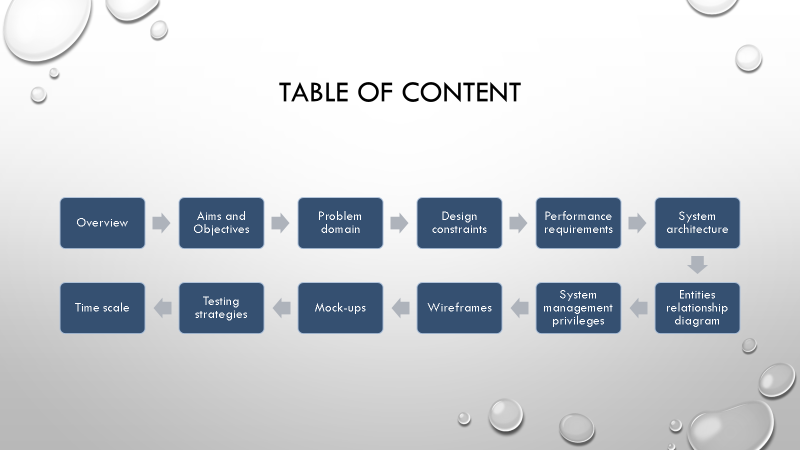 TABLE OF CONTENT
Overview
Aims and
Objectives
Problem
domain
Design
constraints
Performance
requirements
System
architecture
Entities
relationship
diagram
System
management
privileges
Wireframes
Mock-ups
Testing
strategies
Time scale